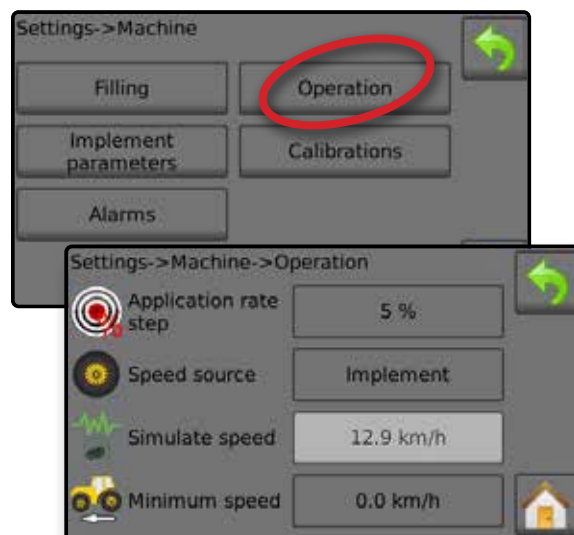 Settings->Machine
Filling
Operation
Implement
parameters
Calibrations
Alarms
Settings->Machine->Operation
Application rate
step
5 %
Speed source
Implement
Simulate speed
12.9 km/h
Minimum speed
0.0 km/h